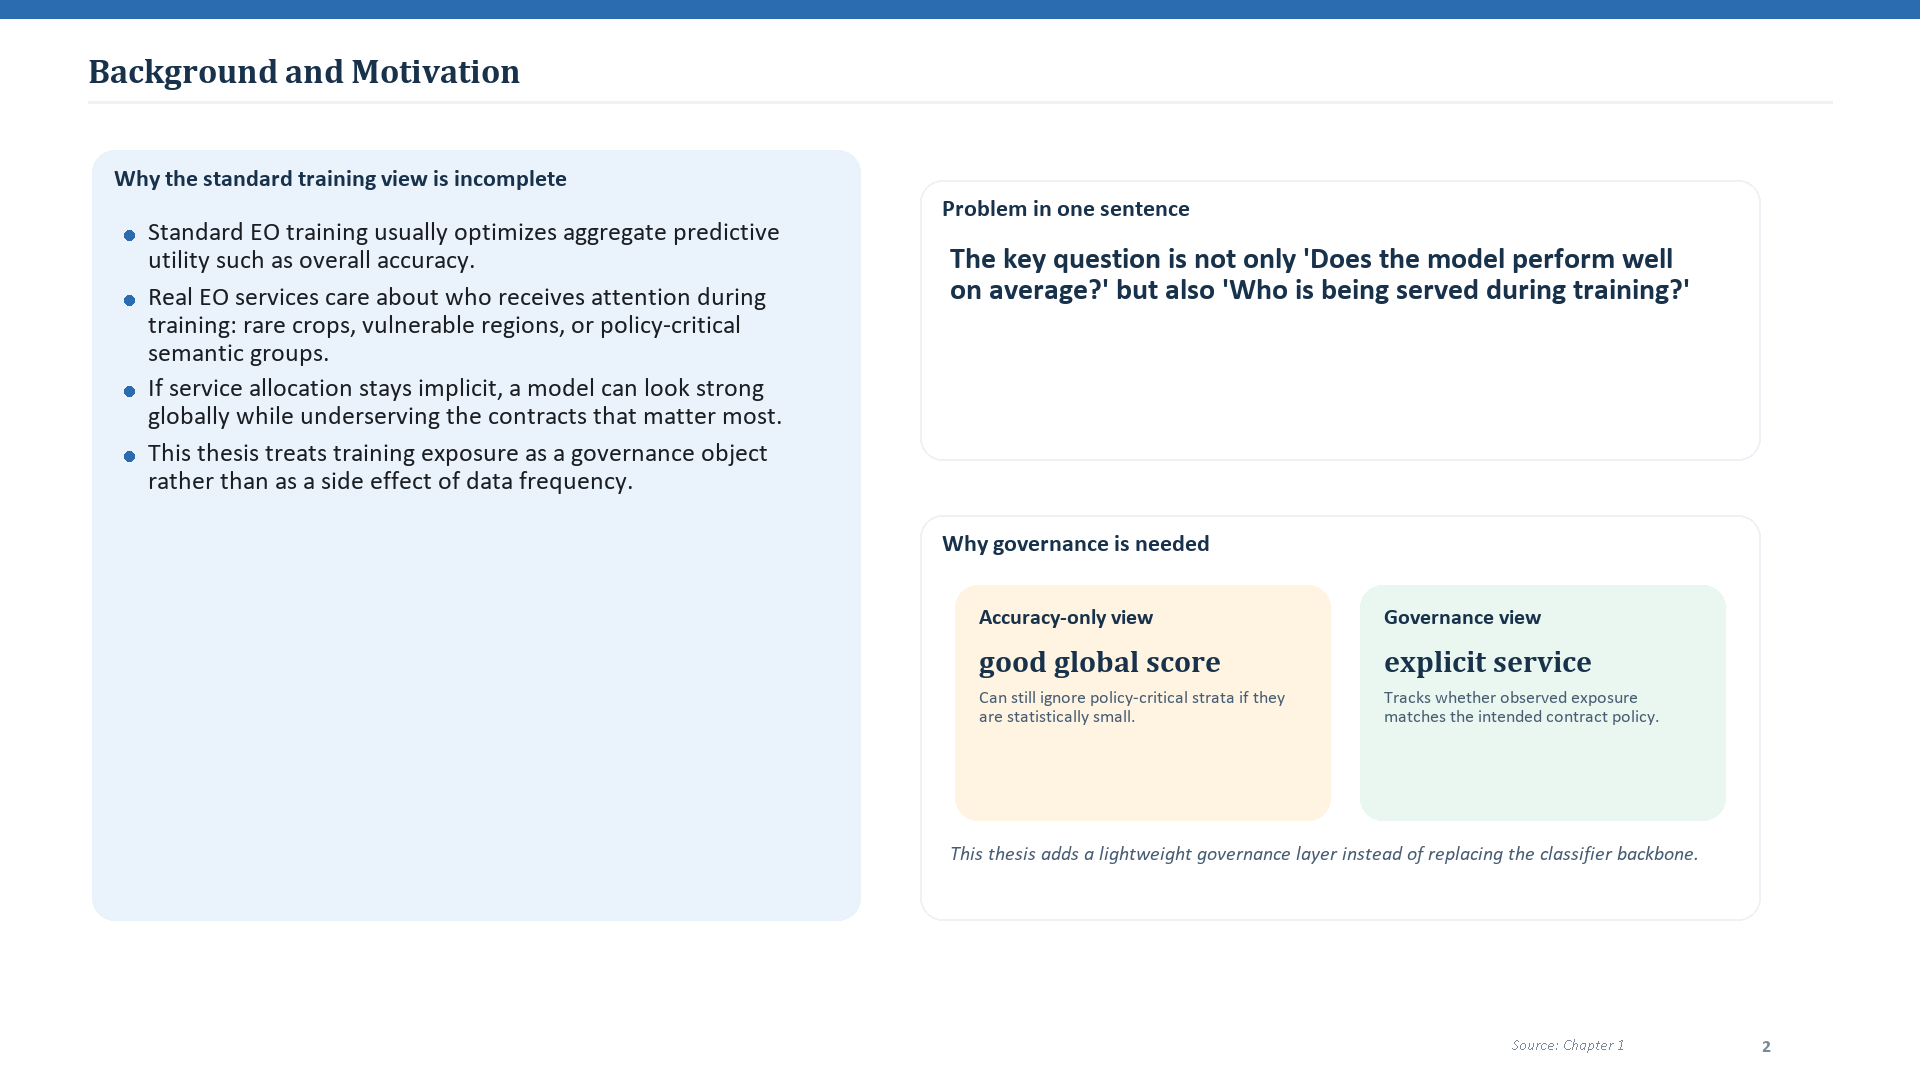 Background and Motivation
Why the standard training view is incomplete
Standard EO training usually optimizes aggregate predictive
utility such as overall accuracy.
Real EO services care about who receives attention during
training: rare crops, vulnerable regions, or policy-critical
semantic groups.
If service allocation stays implicit, a model can look strong
globally while underserving the contracts that matter most.
This thesis treats training exposure as a governance object
rather than as a side effect of data frequency.
Problem in one sentence
The key question is not only 'Does the model perform well
on average?' but also 'Who is being served during training?'
Why governance is needed
Accuracy-only view
good global score
Can still ignore policy-critical strata if they
are statistically small.
Governance view
explicit service
Tracks whether observed exposure
matches the intended contract policy.
This thesis adds a lightweight governance layer instead of replacing the classifier backbone.
Source: Chapter 1
2